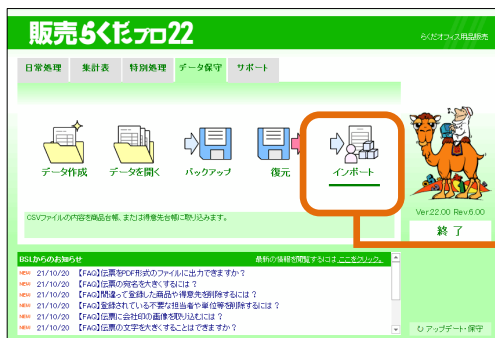 販売らくだプロ22
らくだオフィス用品販売
日常処理 集計表 特別処理 データ保守 サポート
データ作成 データを開く バックアップ 復元 インポート
CSVファイルの内容を商品台帳、または得意先台帳に取り込みます。
Ver.22.00 Rev.6.00
終 了
BSLからのお知らせ 最新の情報を閲覧するには ここをクリック。
NEW 21/10/20 【FAQ】伝票をPDF形式のファイルに出力できますか？
NEW 21/10/20 【FAQ】伝票の宛名を大きくするには？
NEW 21/10/20 【FAQ】間違って登録した商品や得意先を削除するには？
NEW 21/10/20 【FAQ】登録されている不要な担当者や単位等を削除するには？
NEW 21/10/20 【FAQ】伝票に会社印の画像を取り込むには？
NEW 21/10/20 【FAQ】伝票の文字を大きくすることはできますか？
アップデート・保守